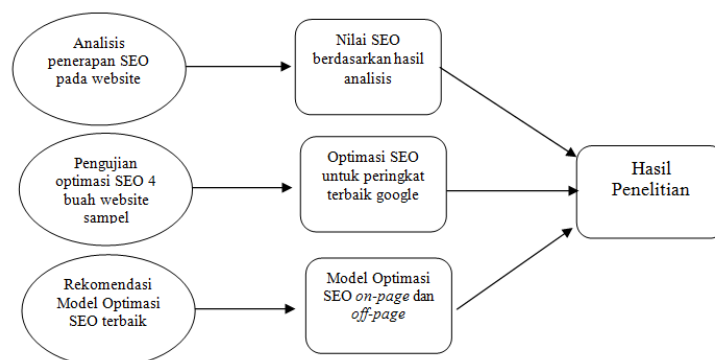 Analisis
penerapan SEO
pada website
Nilai SEO
berdasarkan hasil
analisis
Pengujian
optimasi SEO 4
buah website
sampel
Optimasi SEO
untuk peringkat
terbaik google
Hasil
Penelitian
Rekomendasi
Model Optimasi
SEO terbaik
Model Optimasi
SEO on-page dan
off-page